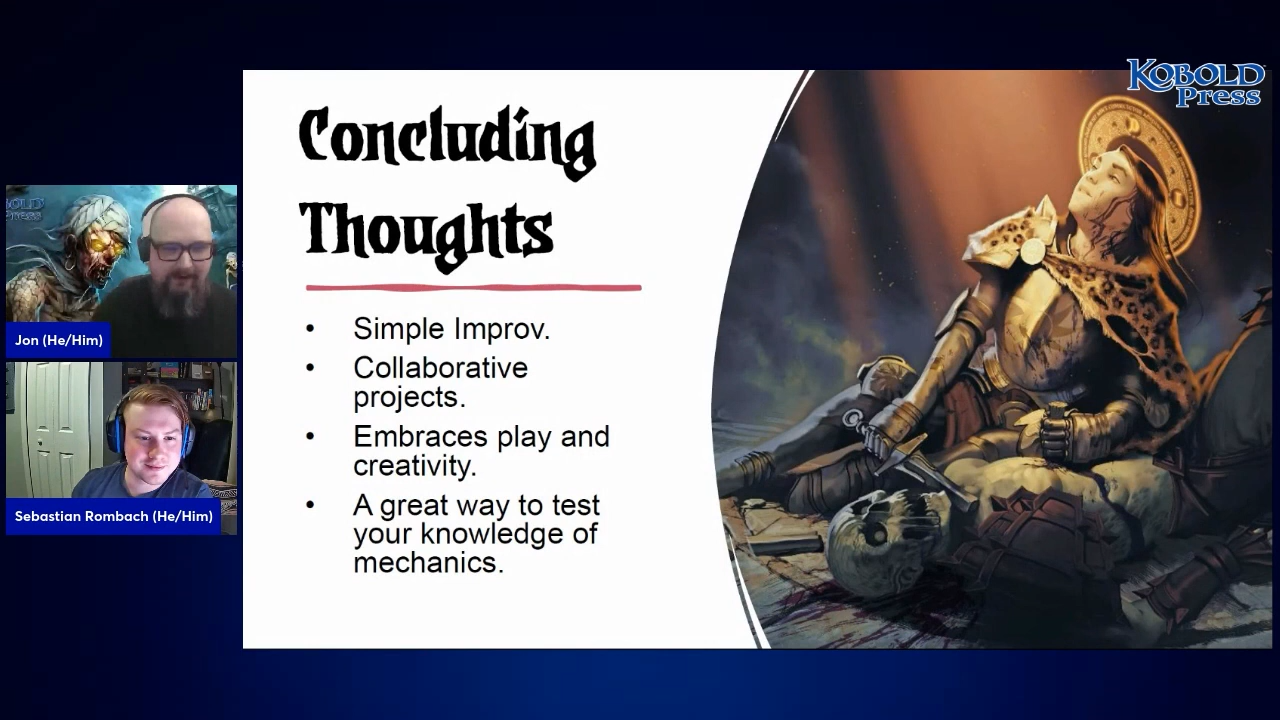 KOBOLD
Press
Concluding
Thoughts
• Simple Improv.
• Collaborative
projects.
• Embraces play and
creativity.
• A great way to test
your knowledge of
mechanics.
Jon (He/Him)
Sebastian Rombach (He/Him)